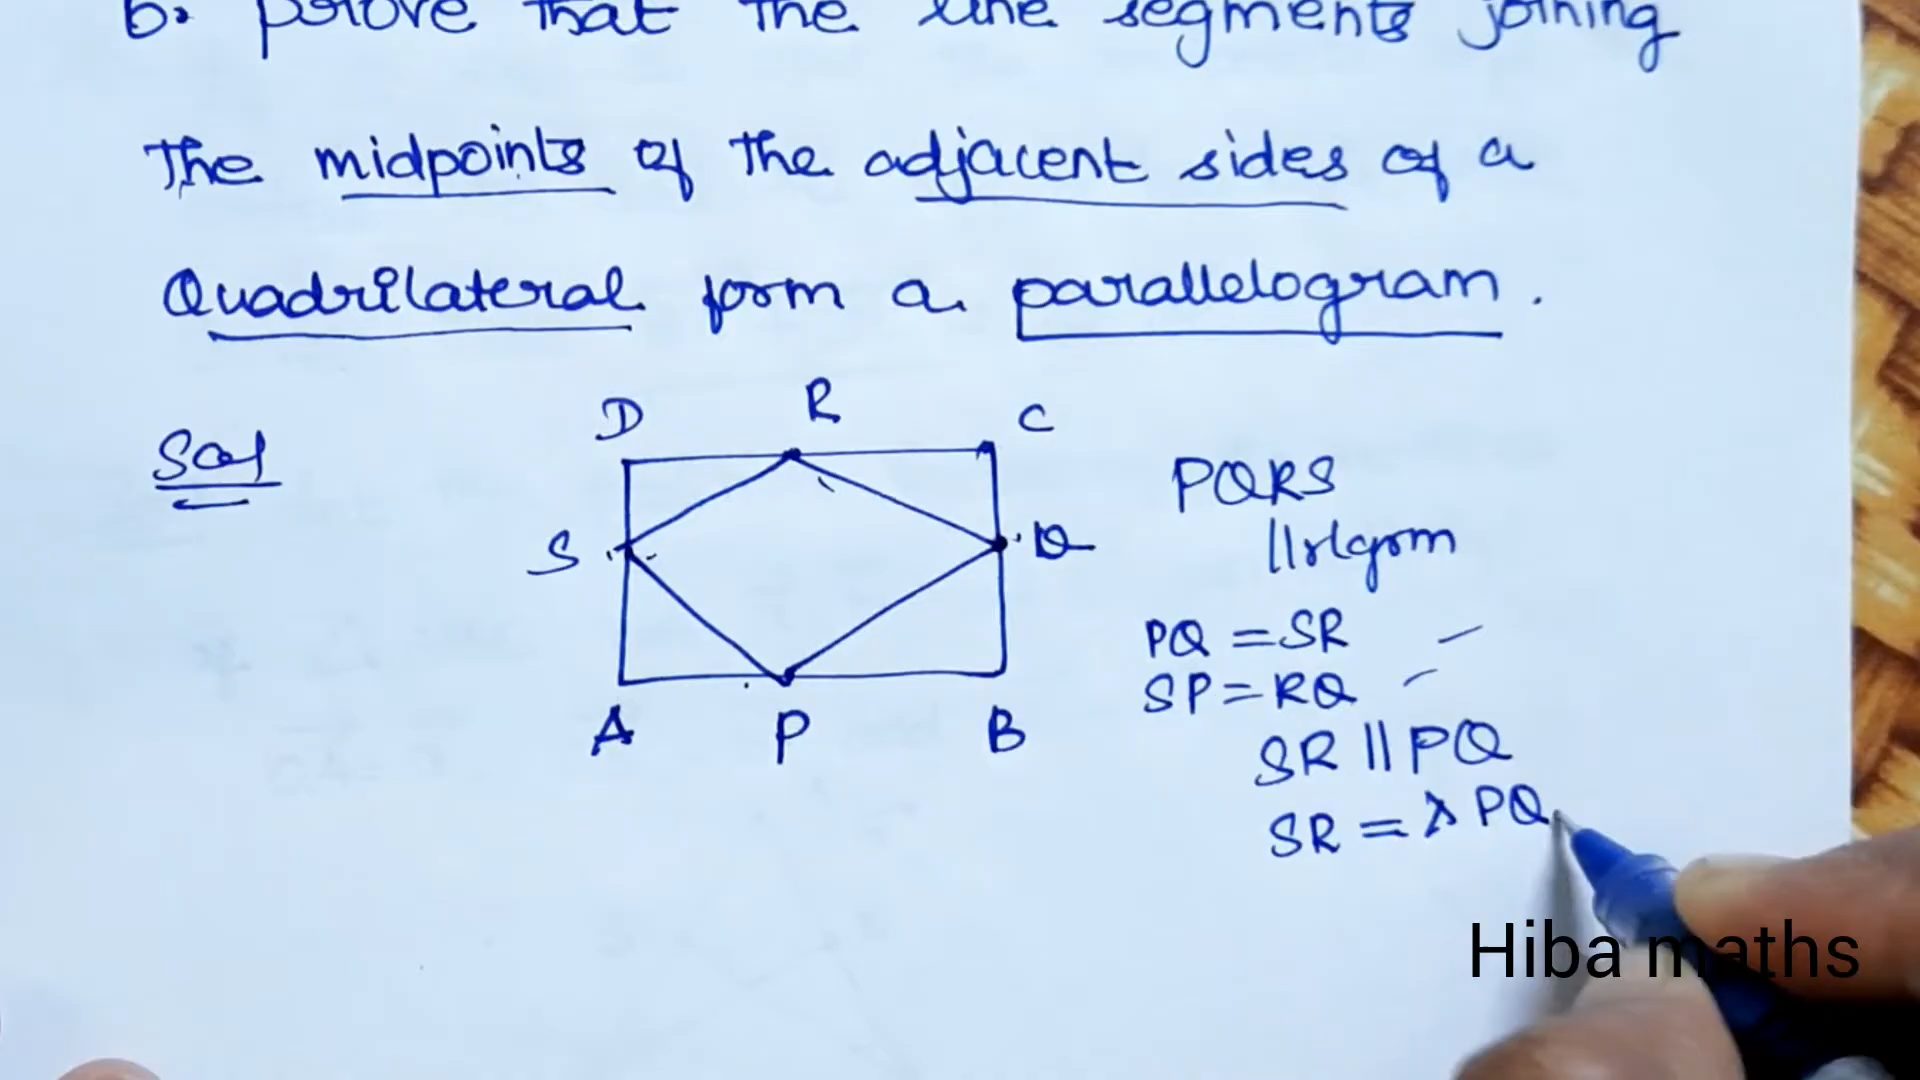 6. Prove that the line segments joining
The midpoints of the adjacent sides of a
Quadrilateral form a parallelogram.
Sol
D R C
S Q
A P B
PQRS
||rlgrm
PQ = SR
SP = RQ
SR || PQ
SR = λ PQ
Hiba maths